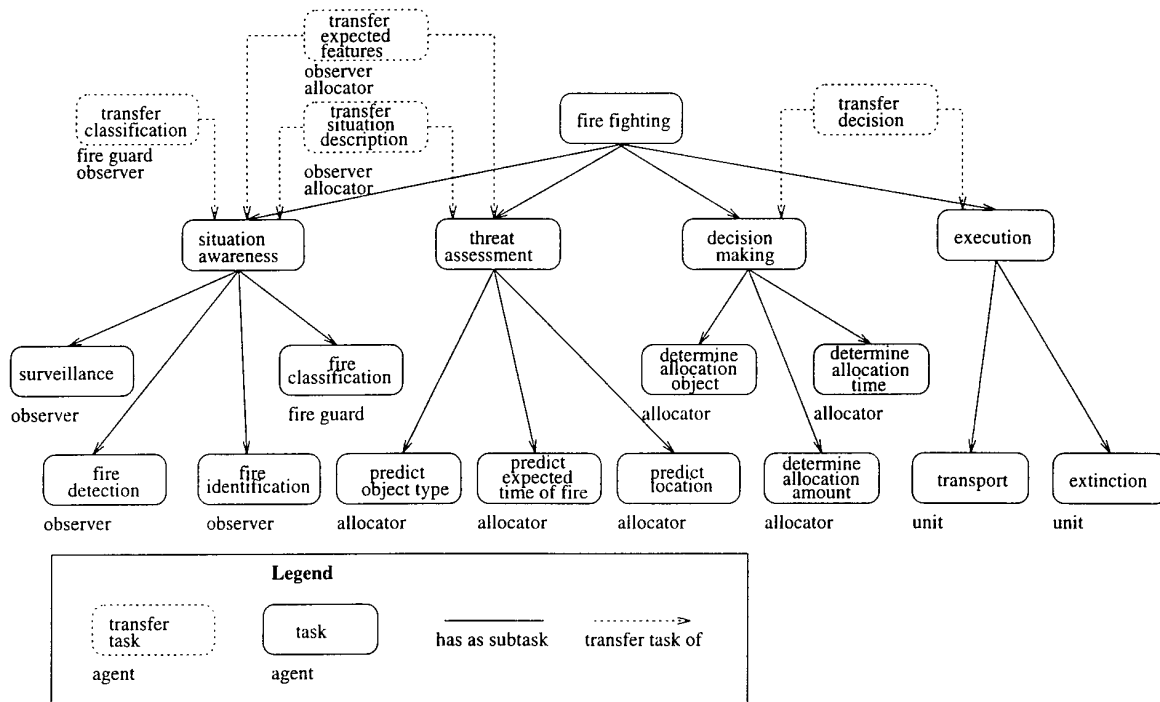 transfer
expected
features
observer
allocator
transfer
classification
fire guard
observer
transfer
situation
description
observer
allocator
fire fighting
transfer
decision
situation
awareness
threat
assessment
decision
making
execution
surveillance
observer
fire
classification
fire guard
determine
allocation
object
allocator
determine
allocation
time
allocator
fire
detection
observer
fire
identification
observer
predict
object type
allocator
predict
expected
time of fire
allocator
predict
location
allocator
determine
allocation
amount
allocator
transport
unit
extinction
unit
Legend
transfer
task
agent
task
agent
has as subtask
transfer task of